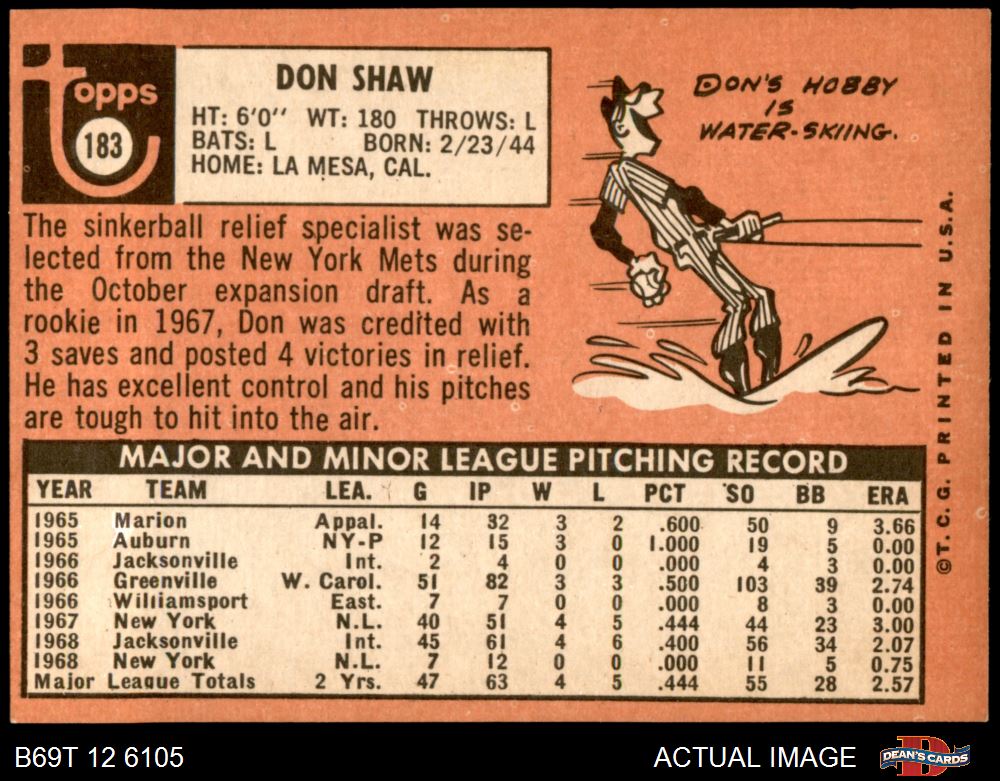 Topps
183
DON SHAW
HT: 6'0" WT: 180 THROWS: L
BATS: L BORN: 2/23/44
HOME: LA MESA, CAL.
DON'S HOBBY
IS
WATER-SKIING.
The sinkerball relief specialist was se-
lected from the New York Mets during
the October expansion draft. As a
rookie in 1967, Don was credited with
3 saves and posted 4 victories in relief.
He has excellent control and his pitches
are tough to hit into the air.
MAJOR AND MINOR LEAGUE PITCHING RECORD
YEAR TEAM LEA. G IP W L PCT SO BB ERA
1965 Marion Appal. 14 32 3 2 .600 50 9 3.66
1965 Auburn NY-P 12 15 3 0 1.000 19 5 0.00
1966 Jacksonville Int. 2 4 0 0 .000 4 3 0.00
1966 Greenville W. Carol. 51 82 3 3 .500 103 39 2.74
1966 Williamsport East. 7 7 0 0 .000 8 3 0.00
1967 New York N.L. 40 51 4 5 .444 44 23 3.00
1968 Jacksonville Int. 45 61 4 6 .400 56 34 2.07
1968 New York N.L. 7 12 0 0 .000 11 5 0.75
Major League Totals 2 Yrs. 47 63 4 5 .444 55 28 2.57
©T. C. G. PRINTED IN U.S.A.
B69T 12 6105
ACTUAL IMAGE
DEAN'S CARDS